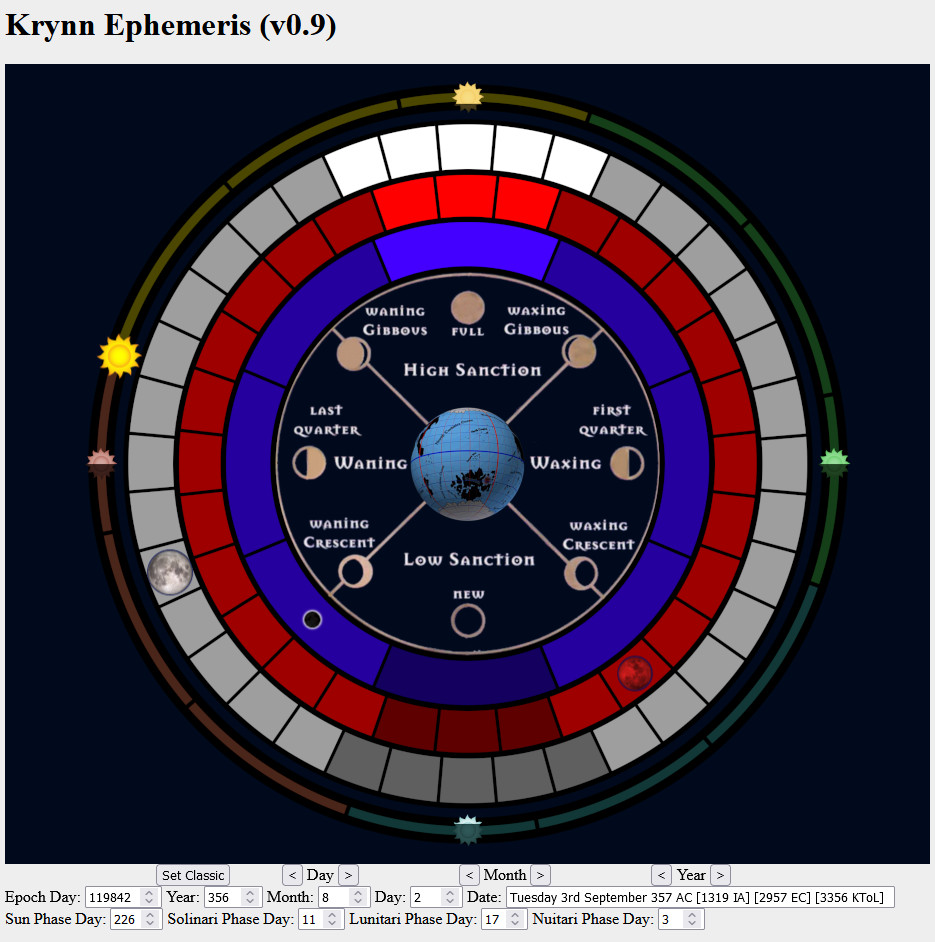 Krynn Ephemeris (v0.9)
WANING GIBBOUS
FULL
WAXING GIBBOUS
HIGH SANCTION
LAST QUARTER
FIRST QUARTER
WANING
WAXING
WANING CRESCENT
WAXING CRESCENT
LOW SANCTION
NEW
Set Classic < Day > < Month > < Year >
Epoch Day: 119842 Year: 356 Month: 8 Day: 2 Date: Tuesday 3rd September 357 AC [1319 IA] [2957 EC] [3356 KToL]
Sun Phase Day: 226 Solinari Phase Day: 11 Lunitari Phase Day: 17 Nuitari Phase Day: 3